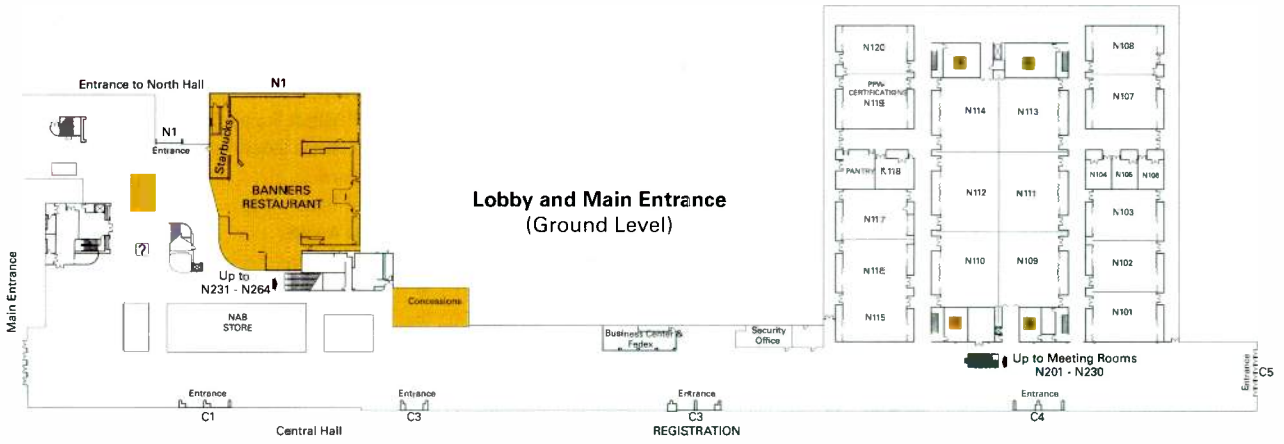 Entrance to North Hall
N1
N1
Entrance
Starbucks
BANNERS
RESTAURANT
Lobby and Main Entrance
(Ground Level)
?
Main Entrance
Up to
N231 - N264
Concessions
NAB
STORE
Business Center &
Fedex
Security
Office
N120
PPVs
CERTIFICATIONS
N119
PANTRY
N118
N117
N116
N115
N114
N113
N112
N111
N110
N109
N108
N107
N104
N106
N108
N103
N102
N101
Up to Meeting Rooms
N201 - N230
Entrance
C5
Entrance
C1
Entrance
C3
Entrance
C3
Entrance
C4
Central Hall
REGISTRATION